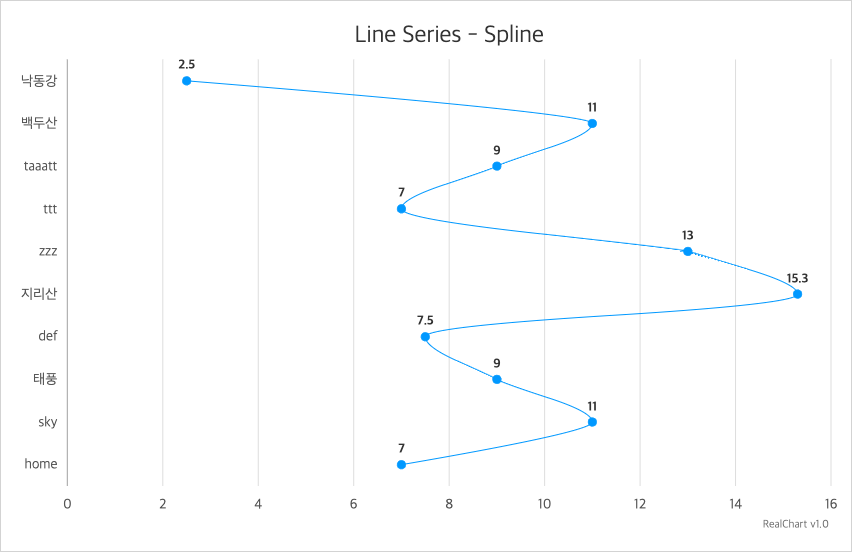 Line Series - Spline
2.5
낙동강
11
백두산
9
taaatt
7
ttt
13
zzz
15.3
지리산
7.5
def
9
태풍
11
sky
7
home
0 2 4 6 8 10 12 14 16
RealChart v1.0